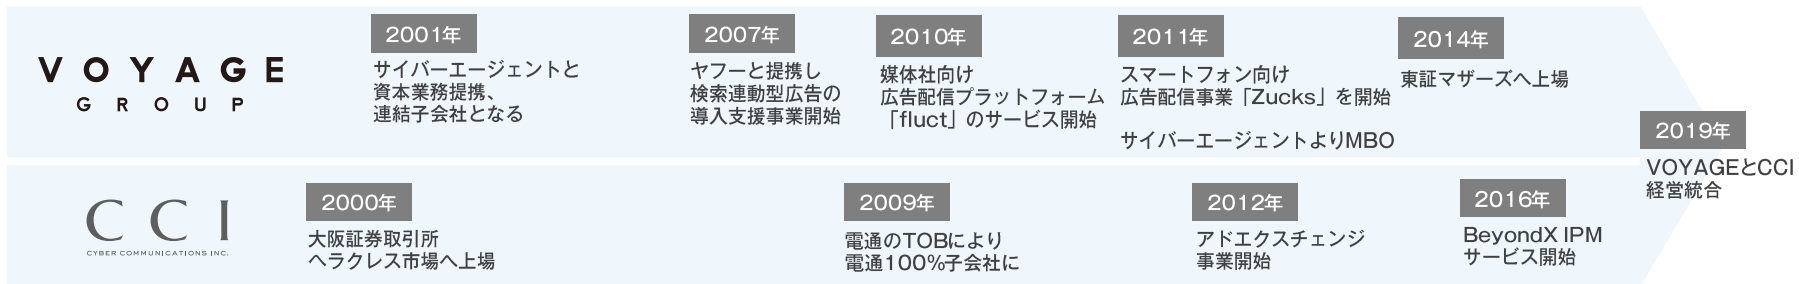 VOYAGE
GROUP
2001年
サイバーエージェントと
資本業務提携、
連結子会社となる
2007年
ヤフーと提携し
検索連動型広告の
導入支援事業開始
2010年
媒体社向け
広告配信プラットフォーム
「fluct」のサービス開始
2011年
スマートフォン向け
広告配信事業「Zucks」を開始
サイバーエージェントよりMBO
2014年
東証マザーズへ上場
CCI
CYBER COMMUNICATIONS INC.
2000年
大阪証券取引所
ヘラクレス市場へ上場
2009年
電通のTOBにより
電通100%子会社に
2012年
アドエクスチェンジ
事業開始
2016年
BeyondX IPM
サービス開始
2019年
VOYAGEとCCI
経営統合